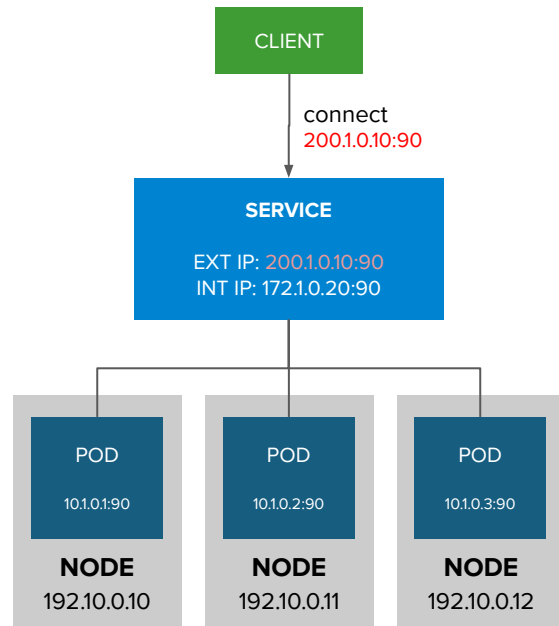 CLIENT
connect
200.1.0.10:90
SERVICE
EXT IP: 200.1.0.10:90
INT IP: 172.1.0.20:90
POD
10.1.0.1:90
NODE
192.10.0.10
POD
10.1.0.2:90
NODE
192.10.0.11
POD
10.1.0.3:90
NODE
192.10.0.12